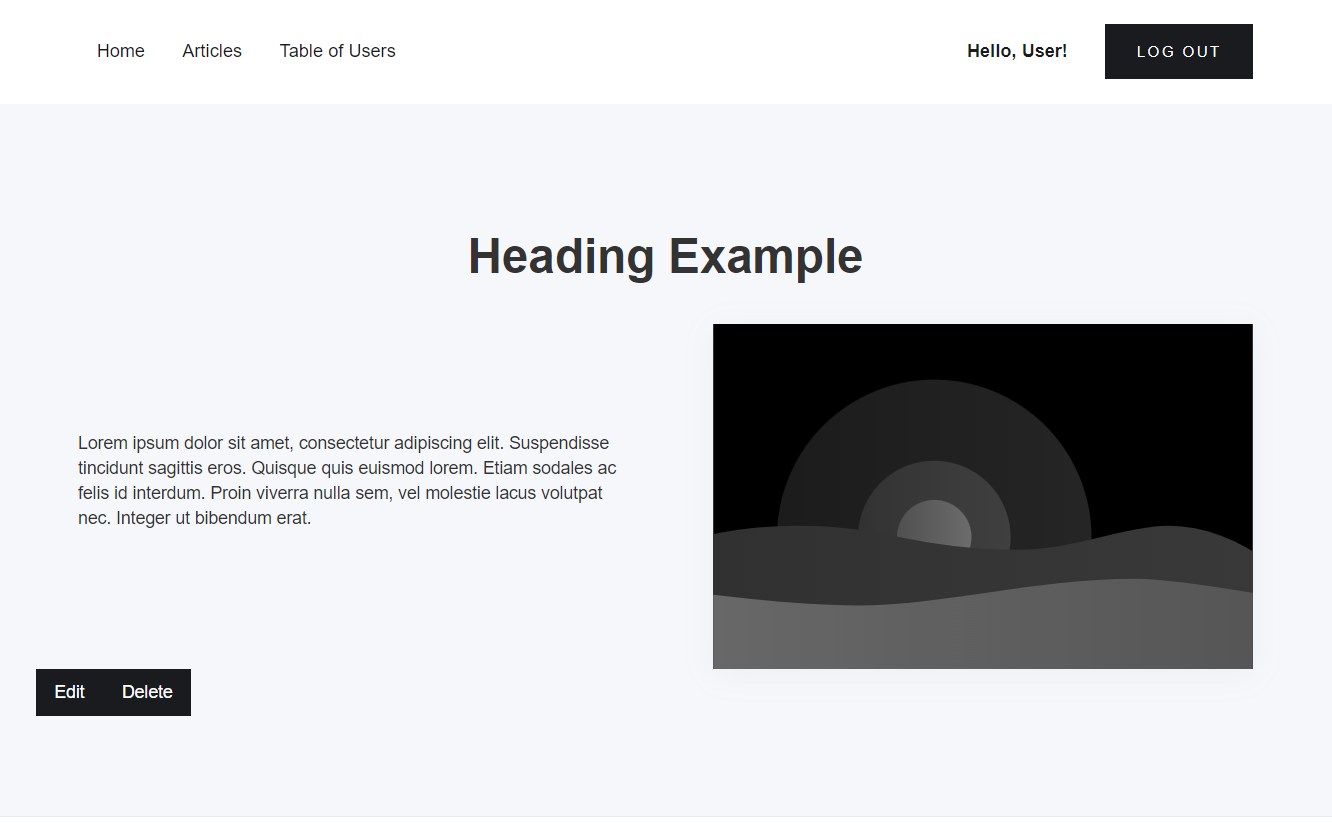 Home Articles Table of Users Hello, User! LOG OUT
Heading Example
Lorem ipsum dolor sit amet, consectetur adipiscing elit. Suspendisse
tincidunt sagittis eros. Quisque quis euismod lorem. Etiam sodales ac
felis id interdum. Proin viverra nulla sem, vel molestie lacus volutpat
nec. Integer ut bibendum erat.
Edit Delete